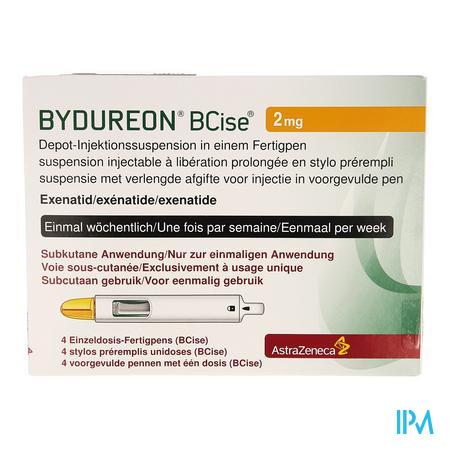 BYDUREON® BCise® 2 mg
Depot-Injektionssuspension in einem Fertigpen
suspension injectable à libération prolongée en stylo prérempli
suspensie met verlengde afgifte voor injectie in voorgevulde pen
Exenatid/exénatide/exenatide
Einmal wöchentlich/Une fois par semaine/Eenmaal per week
Subkutane Anwendung/Nur zur einmaligen Anwendung
Voie sous-cutanée/Exclusivement à usage unique
Subcutaan gebruik/Voor eenmalig gebruik
4 Einzeldosis-Fertigpens (BCise)
4 stylos préremplis unidoses (BCise)
4 voorgevulde pennen met één dosis (BCise)
AstraZeneca
IPM